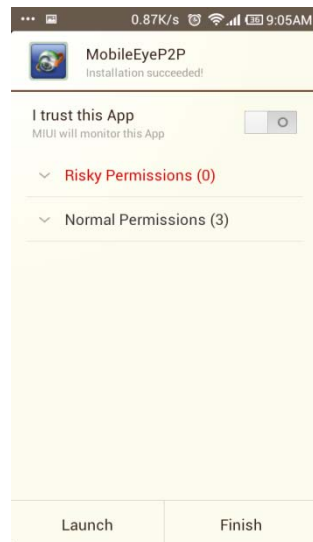 ... 0.87K/s 36 9:05AM
MobileEyeP2P
Installation succeeded!
I trust this App
MIUI will monitor this App
Risky Permissions (0)
Normal Permissions (3)
Launch
Finish